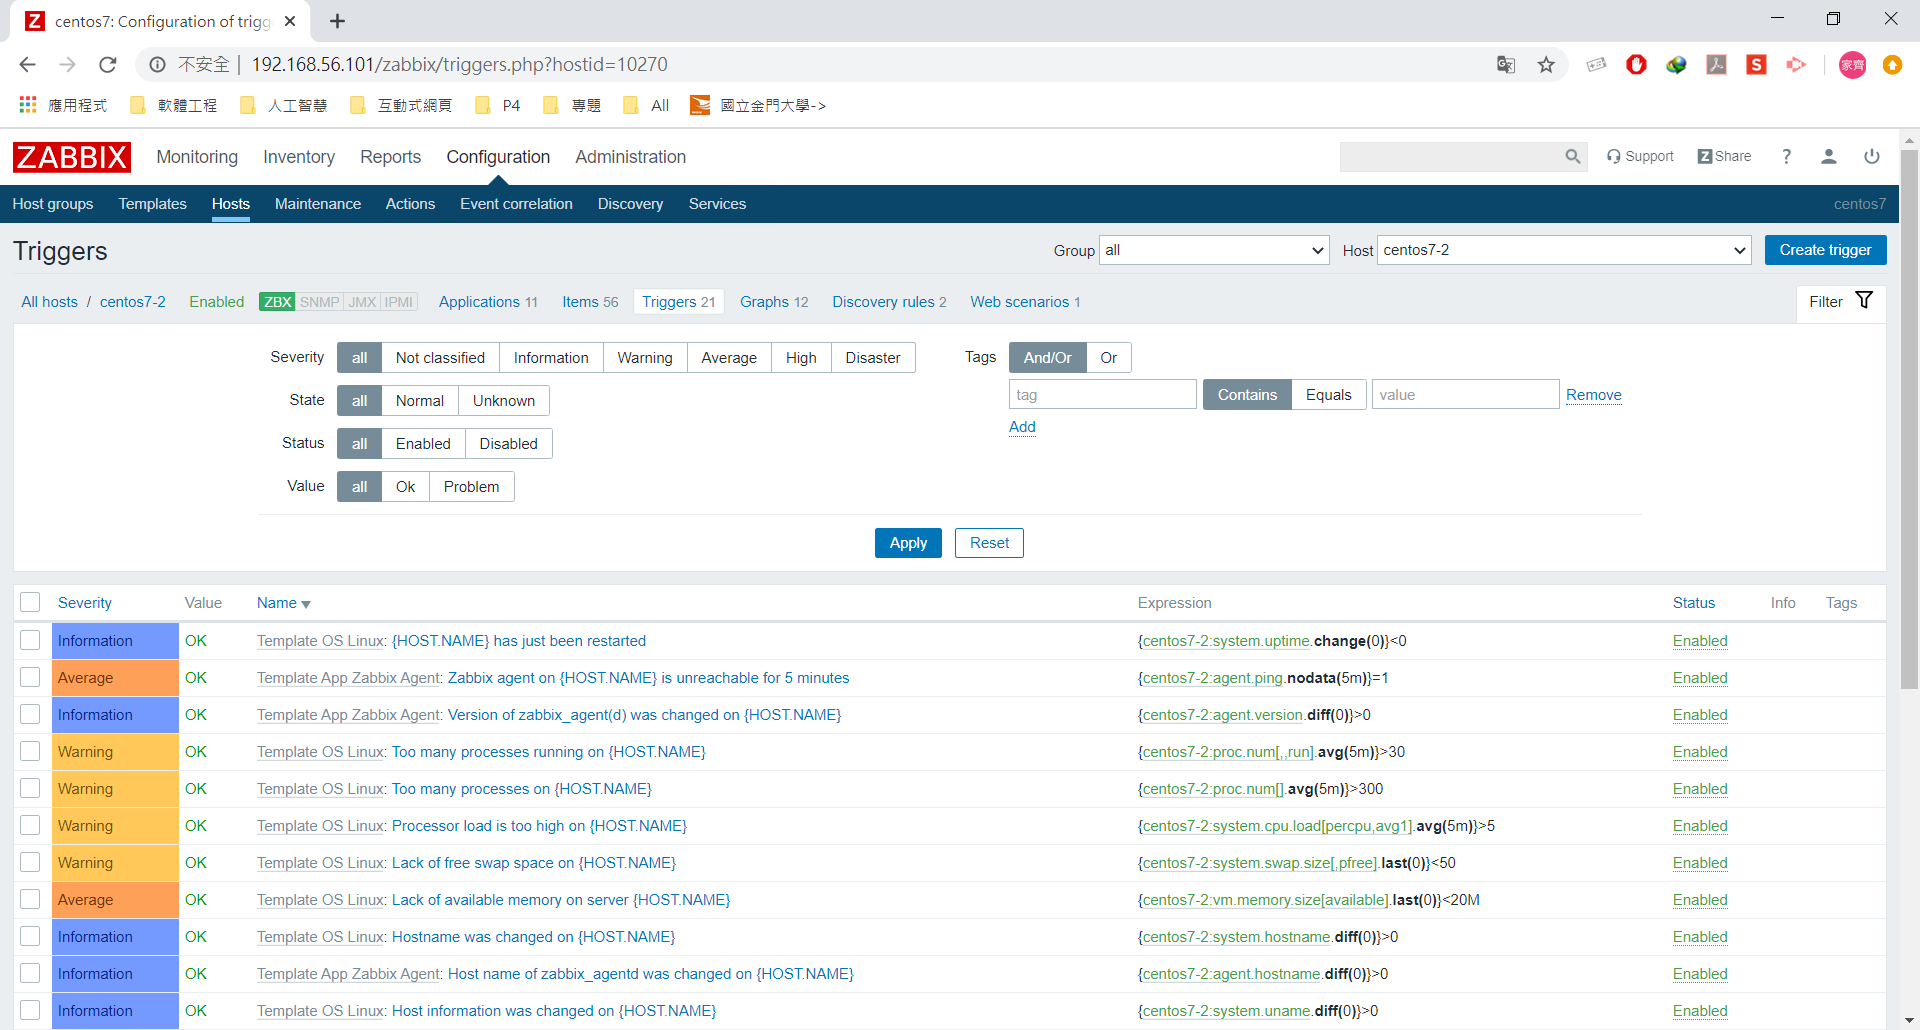 centos7: Configuration of trigg
不安全 | 192.168.56.101/zabbix/triggers.php?hostid=10270
家齊
應用程式 軟體工程 人工智慧 互動式網頁 P4 專題 All 國立金門大學->
ZABBIX Monitoring Inventory Reports Configuration Administration Support Z Share ?
Host groups Templates Hosts Maintenance Actions Event correlation Discovery Services centos7
Triggers Group all Host centos7-2 Create trigger
All hosts / centos7-2 Enabled ZBX SNMP JMX IPMI Applications 11 Items 56 Triggers 21 Graphs 12 Discovery rules 2 Web scenarios 1 Filter
Severity all Not classified Information Warning Average High Disaster Tags And/Or Or
tag Contains Equals value Remove
State all Normal Unknown
Add
Status all Enabled Disabled
Value all Ok Problem
Apply Reset
Severity Value Name Expression Status Info Tags
Information OK Template OS Linux: {HOST.NAME} has just been restarted {centos7-2:system.uptime.change(0)}<0 Enabled
Average OK Template App Zabbix Agent: Zabbix agent on {HOST.NAME} is unreachable for 5 minutes {centos7-2:agent.ping.nodata(5m)}=1 Enabled
Information OK Template App Zabbix Agent: Version of zabbix_agent(d) was changed on {HOST.NAME} {centos7-2:agent.version.diff(0)}>0 Enabled
Warning OK Template OS Linux: Too many processes running on {HOST.NAME} {centos7-2:proc.num[,,run].avg(5m)}>30 Enabled
Warning OK Template OS Linux: Too many processes on {HOST.NAME} {centos7-2:proc.num[].avg(5m)}>300 Enabled
Warning OK Template OS Linux: Processor load is too high on {HOST.NAME} {centos7-2:system.cpu.load[percpu,avg1].avg(5m)}>5 Enabled
Warning OK Template OS Linux: Lack of free swap space on {HOST.NAME} {centos7-2:system.swap.size[,pfree].last(0)}<50 Enabled
Average OK Template OS Linux: Lack of available memory on server {HOST.NAME} {centos7-2:vm.memory.size[available].last(0)}<20M Enabled
Information OK Template OS Linux: Hostname was changed on {HOST.NAME} {centos7-2:system.hostname.diff(0)}>0 Enabled
Information OK Template App Zabbix Agent: Host name of zabbix_agentd was changed on {HOST.NAME} {centos7-2:agent.hostname.diff(0)}>0 Enabled
Information OK Template OS Linux: Host information was changed on {HOST.NAME} {centos7-2:system.uname.diff(0)}>0 Enabled